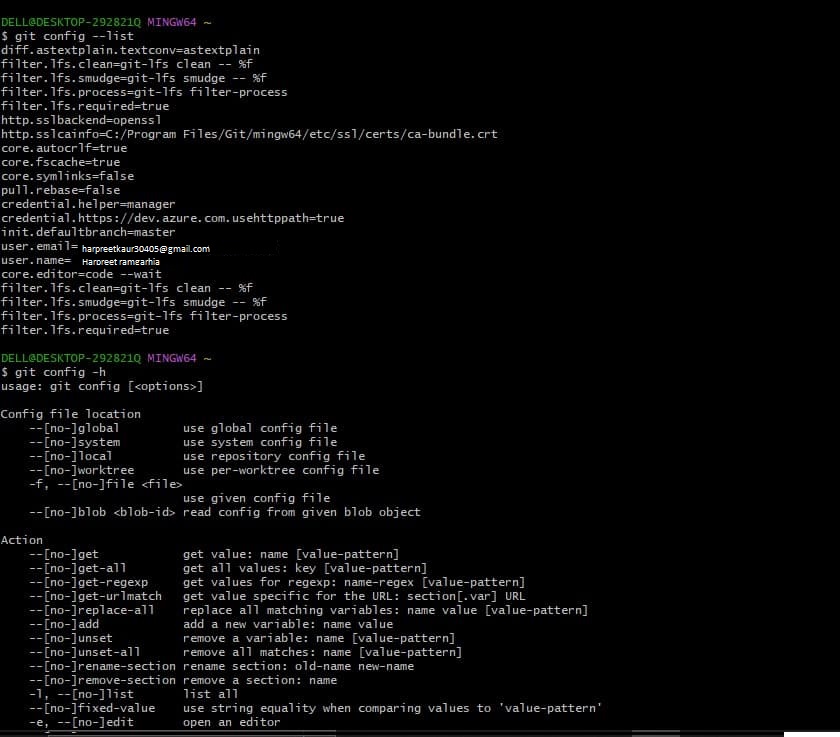 DELL@DESKTOP-292821Q MINGW64 ~
$ git config --list
diff.astextplain.textconv=astextplain
filter.lfs.clean=git-lfs clean -- %f
filter.lfs.smudge=git-lfs smudge -- %f
filter.lfs.process=git-lfs filter-process
filter.lfs.required=true
http.sslbackend=openssl
http.sslcainfo=C:/Program Files/Git/mingw64/etc/ssl/certs/ca-bundle.crt
core.autocrlf=true
core.fscache=true
core.symlinks=false
pull.rebase=false
credential.helper=manager
credential.https://dev.azure.com.usehttppath=true
init.defaultbranch=master
user.email= harpreetkaur30405@gmail.com
user.name= Harpreet ramgarhia
core.editor=code --wait
filter.lfs.clean=git-lfs clean -- %f
filter.lfs.smudge=git-lfs smudge -- %f
filter.lfs.process=git-lfs filter-process
filter.lfs.required=true
DELL@DESKTOP-292821Q MINGW64 ~
$ git config -h
usage: git config [<options>]
Config file location
--[no-]global use global config file
--[no-]system use system config file
--[no-]local use repository config file
--[no-]worktree use per-worktree config file
-f, --[no-]file <file>
use given config file
--[no-]blob <blob-id> read config from given blob object
Action
--[no-]get get value: name [value-pattern]
--[no-]get-all get all values: key [value-pattern]
--[no-]get-regexp get values for regexp: name-regex [value-pattern]
--[no-]get-urlmatch get value specific for the URL: section[.var] URL
--[no-]replace-all replace all matching variables: name value [value-pattern]
--[no-]add add a new variable: name value
--[no-]unset remove a variable: name [value-pattern]
--[no-]unset-all remove all matches: name [value-pattern]
--[no-]rename-section rename section: old-name new-name
--[no-]remove-section remove a section: name
-l, --[no-]list list all
--[no-]fixed-value use string equality when comparing values to 'value-pattern'
-e, --[no-]edit open an editor